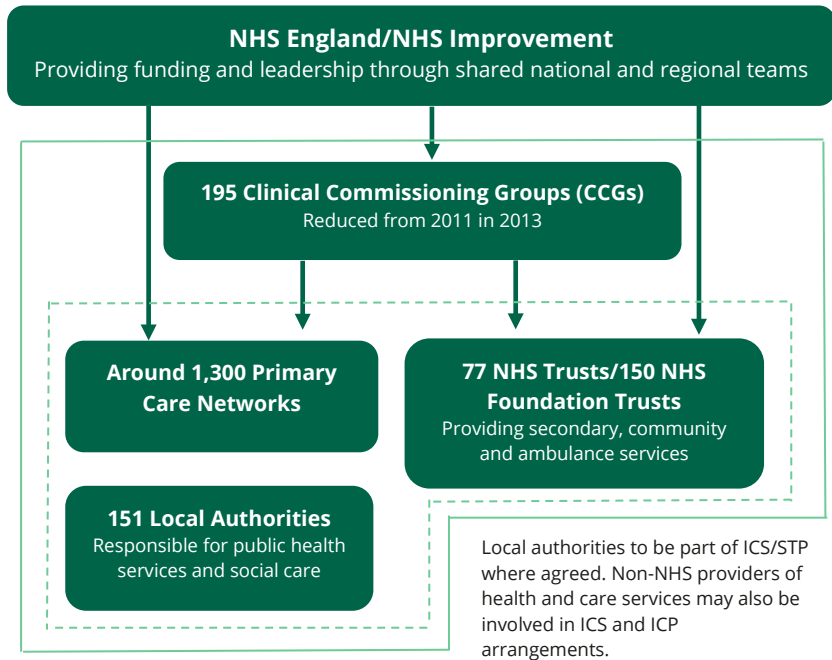 NHS England/NHS Improvement
Providing funding and leadership through shared national and regional teams
195 Clinical Commissioning Groups (CCGs)
Reduced from 2011 in 2013
Around 1,300 Primary
Care Networks
77 NHS Trusts/150 NHS
Foundation Trusts
Providing secondary, community
and ambulance services
151 Local Authorities
Responsible for public health
services and social care
Local authorities to be part of ICS/STP
where agreed. Non-NHS providers of
health and care services may also be
involved in ICS and ICP
arrangements.